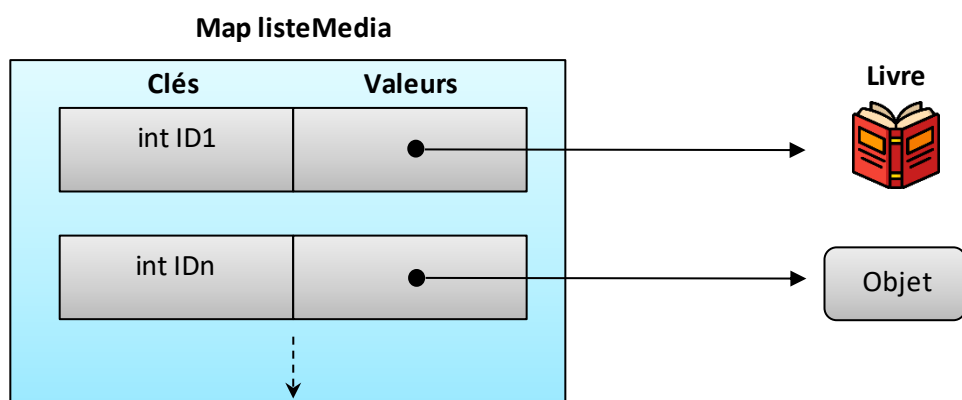 Map listeMedia
Clés Valeurs
Livre
int ID1
int IDn
Objet